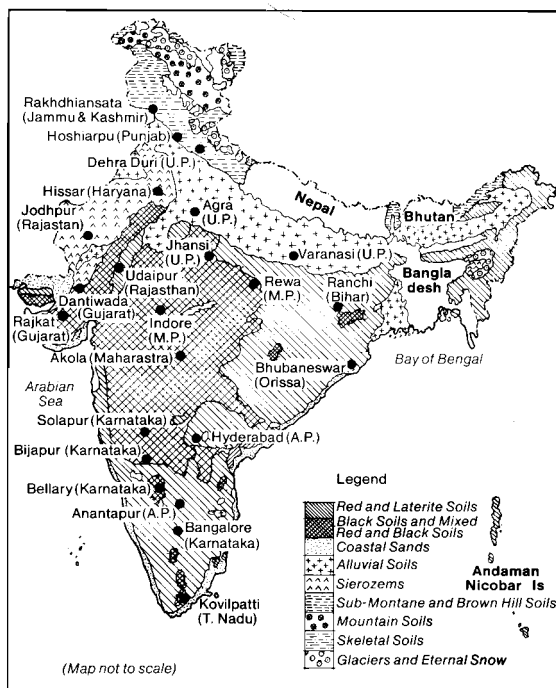 Rakhdhiansata
(Jammu & Kashmir)
Hoshiarpu (Punjab)
Dehra Duri (U.P.)
Hissar (Haryana)
Jodhpur
(Rajastan)
Agra
(U.P.)
Nepal
Bhutan
Jhansi
(U.P.)
Varanasi (U.P.)
Bangla
desh
Udaipur
(Rajasthan)
Rewa
(M.P.)
Ranchi
(Bihar)
Dantiwada
(Gujarat)
Rajkat
(Gujarat)
Indore
(M.P.)
Akola (Maharastra)
Bhubaneswar
(Orissa)
Bay of Bengal
Arabian
Sea
Solapur (Karnataka)
Hyderabad (A.P.)
Bijapur (Karnataka)
Bellary (Karnataka)
Anantapur (A.P.)
Bangalore
(Karnataka)
Kovilpatti
(T. Nadu)
Legend
Red and Laterite Soils
Black Soils and Mixed
Red and Black Soils
Coastal Sands
Alluvial Soils
Sierozems
Sub-Montane and Brown Hill Soils
Mountain Soils
Skeletal Soils
Glaciers and Eternal Snow
Andaman
Nicobar Is
(Map not to scale)